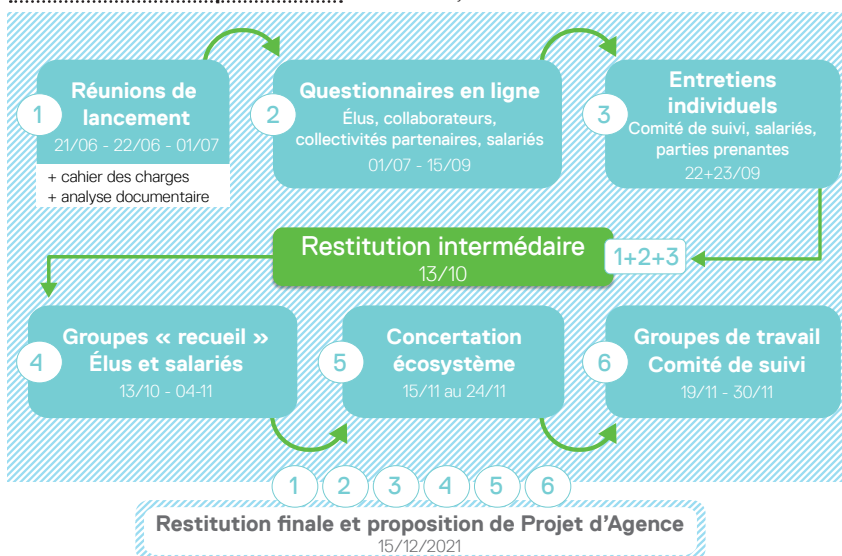 1
Réunions de
lancement
21/06 - 22/06 - 01/07
+ cahier des charges
+ analyse documentaire
2
Questionnaires en ligne
Élus, collaborateurs,
collectivités partenaires, salariés
01/07 - 15/09
3
Entretiens
individuels
Comité de suivi, salariés,
parties prenantes
22+23/09
Restitution intermédaire
13/10
1+2+3
4
Groupes « recueil »
Élus et salariés
13/10 - 04-11
5
Concertation
écosystème
15/11 au 24/11
6
Groupes de travail
Comité de suivi
19/11 - 30/11
1 2 3 4 5 6
Restitution finale et proposition de Projet d'Agence
15/12/2021